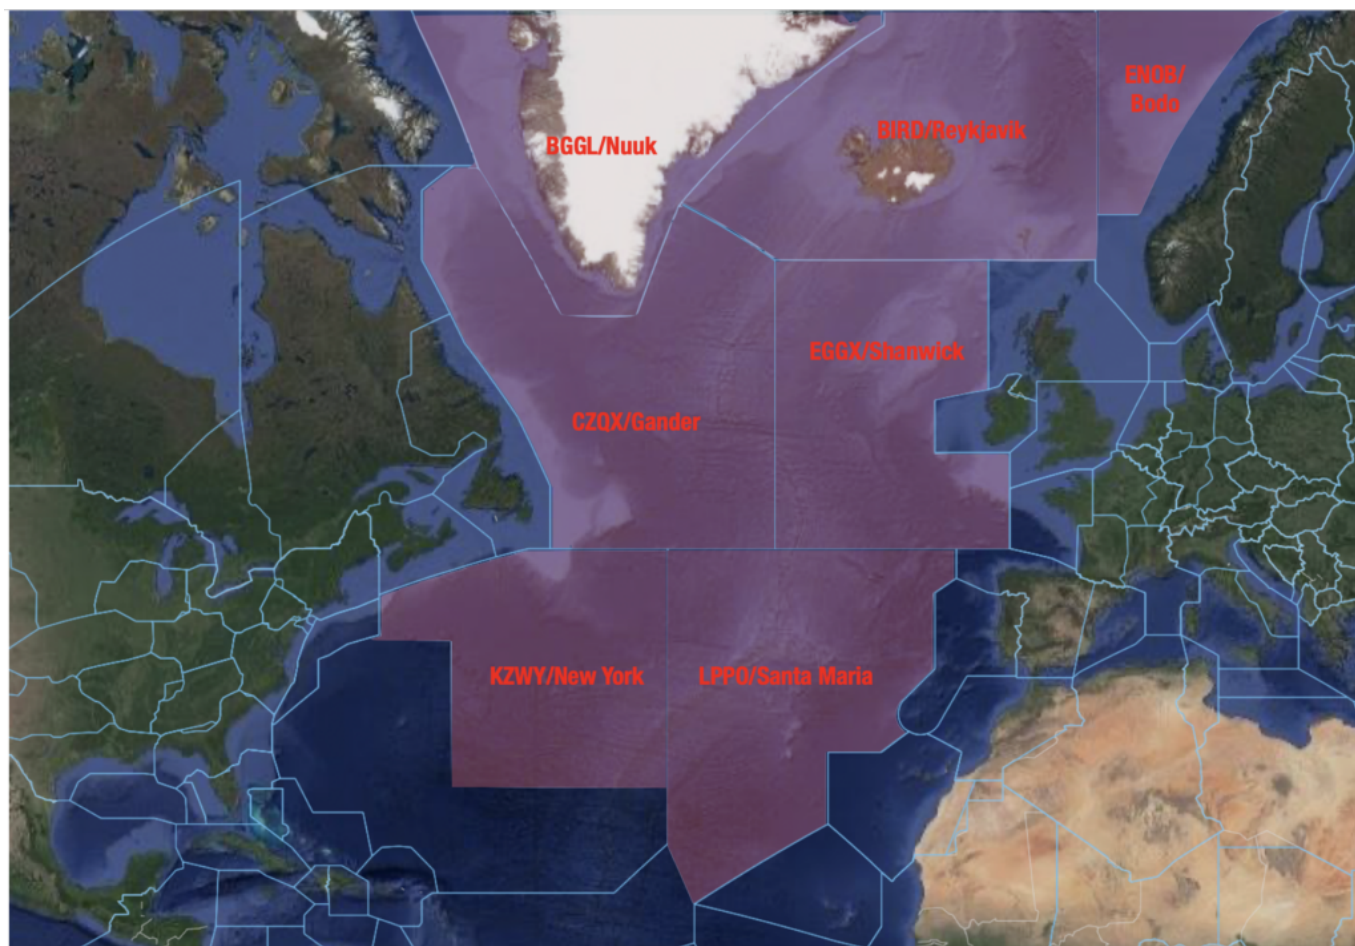 ENOB/
Bodo
BIRD/Reykjavik
BGGL/Nuuk
EGGX/Shanwick
CZQX/Gander
KZWY/New York
LPPO/Santa Maria